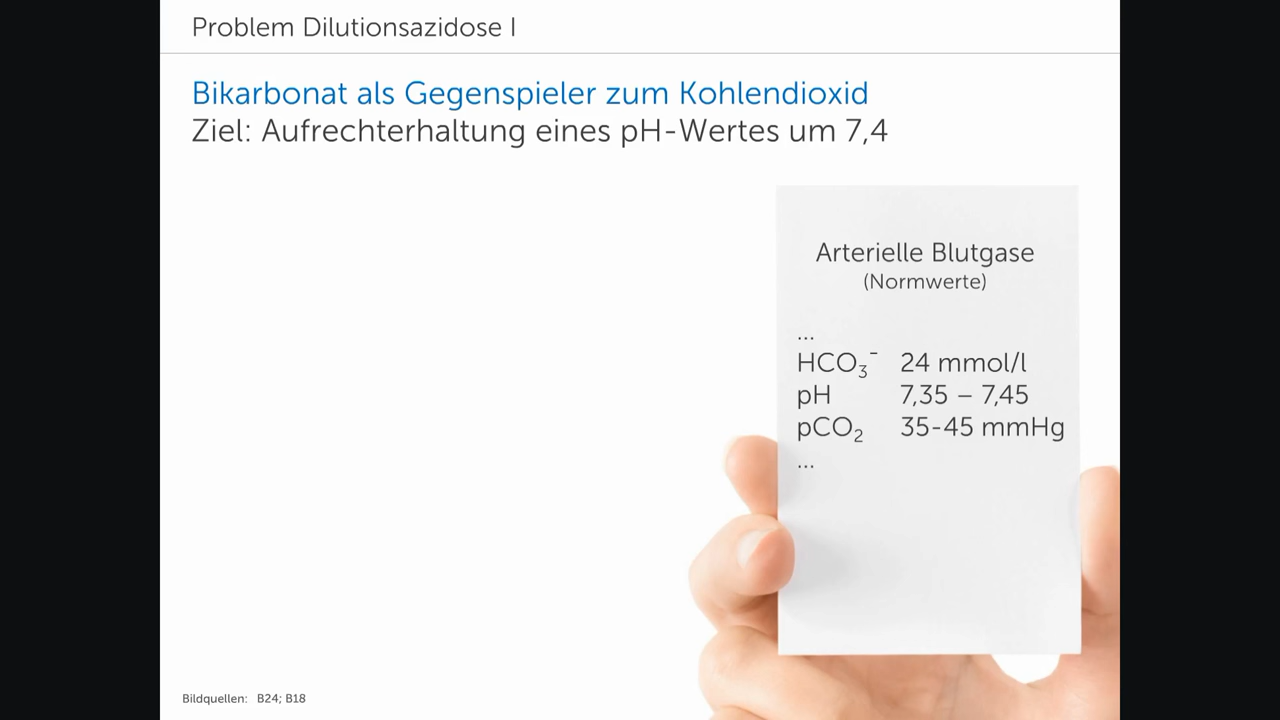 Problem Dilutionsazidose I
Bikarbonat als Gegenspieler zum Kohlendioxid
Ziel: Aufrechterhaltung eines pH-Wertes um 7,4
Arterielle Blutgase
(Normwerte)
...
HCO₃⁻ 24 mmol/l
pH 7,35 – 7,45
pCO₂ 35-45 mmHg
...
Bildquellen: B24; B18